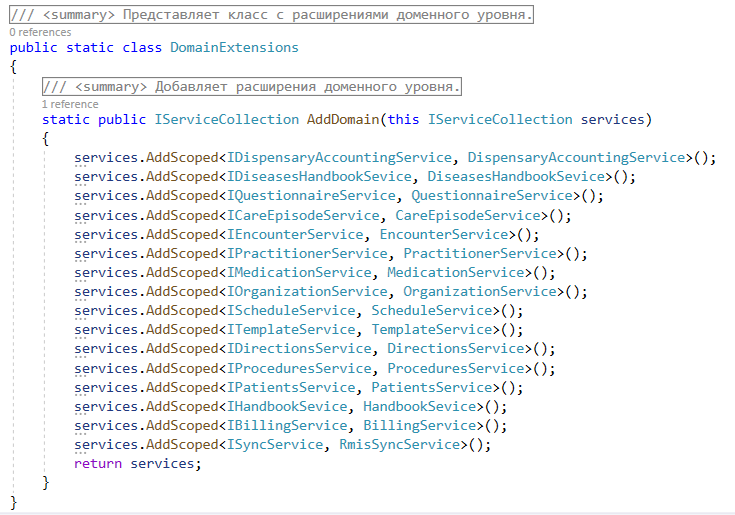 /// <summary> Представляет класс с расширениями доменного уровня.
0 references
public static class DomainExtensions
{
/// <summary> Добавляет расширения доменного уровня.
1 reference
static public IServiceCollection AddDomain(this IServiceCollection services)
{
services.AddScoped<IDispensaryAccountingService, DispensaryAccountingService>();
services.AddScoped<IDiseasesHandbookSevice, DiseasesHandbookSevice>();
services.AddScoped<IQuestionnaireService, QuestionnaireService>();
services.AddScoped<ICareEpisodeService, CareEpisodeService>();
services.AddScoped<IEncounterService, EncounterService>();
services.AddScoped<IPractitionerService, PractitionerService>();
services.AddScoped<IMedicationService, MedicationService>();
services.AddScoped<IOrganizationService, OrganizationService>();
services.AddScoped<IScheduleService, ScheduleService>();
services.AddScoped<ITemplateService, TemplateService>();
services.AddScoped<IDirectionsService, DirectionsService>();
services.AddScoped<IProceduresService, ProceduresService>();
services.AddScoped<IPatientsService, PatientsService>();
services.AddScoped<IHandbookSevice, HandbookSevice>();
services.AddScoped<IBillingService, BillingService>();
services.AddScoped<ISyncService, RmisSyncService>();
return services;
}
}